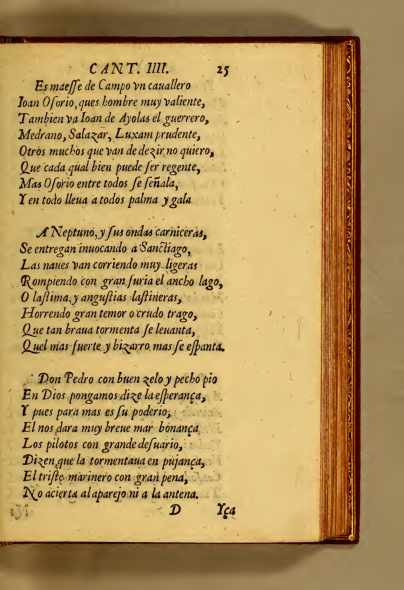 CANT. IIII. 25
Es maeſſe de Campo vn cauallero
Ioan Oſorio, ques hombre muy valiente,
Tambien va Ioan de Ayolas el guerrero,
Medrano, Salazar, Luxam prudente,
Otros muchos que van de dezir no quiero,
Que cada qual bien puede ſer regente,
Mas Oſorio entre todos ſe ſeñala,
Y en todo lleua a todos palma y gala
A Neptuno, y ſus ondas carniceras,
Se entregan inuocando a Sanctiago,
Las naues van corriendo muy ligeras
Rompiendo con gran furia el ancho lago,
O laſtima, y anguſtias laſtineras,
Horrendo gran temor o crudo trago,
Que tan braua tormenta ſe leuanta,
Quel mas fuerte y bizarro mas ſe eſpanta.
Don Pedro con buen zelo y pecho pio
En Dios pongamos dize la eſperança,
Y pues para mas es ſu poderio,
El nos dara muy breue mar bonança,
Los pilotos con grande deſuario,
Dizen que la tormenta ua en pujança,
El triſte marinero con gran pena,
No acierta al aparejo ni a la antena.
D Yça